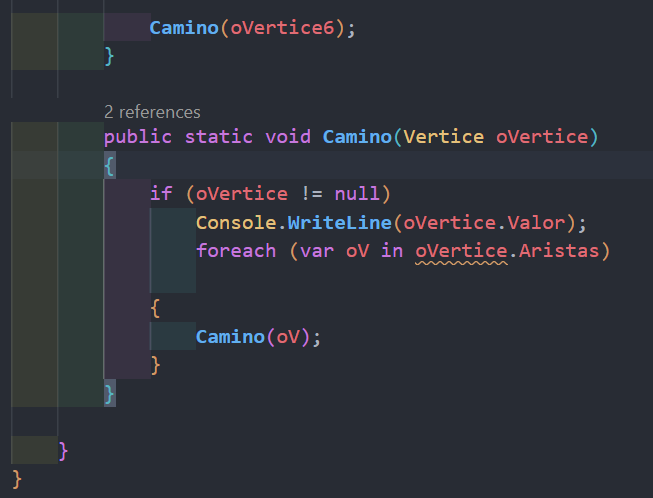 Camino(oVertice6);
}
2 references
public static void Camino(Vertice oVertice)
{
if (oVertice != null)
Console.WriteLine(oVertice.Valor);
foreach (var oV in oVertice.Aristas)
{
Camino(oV);
}
}
}
}